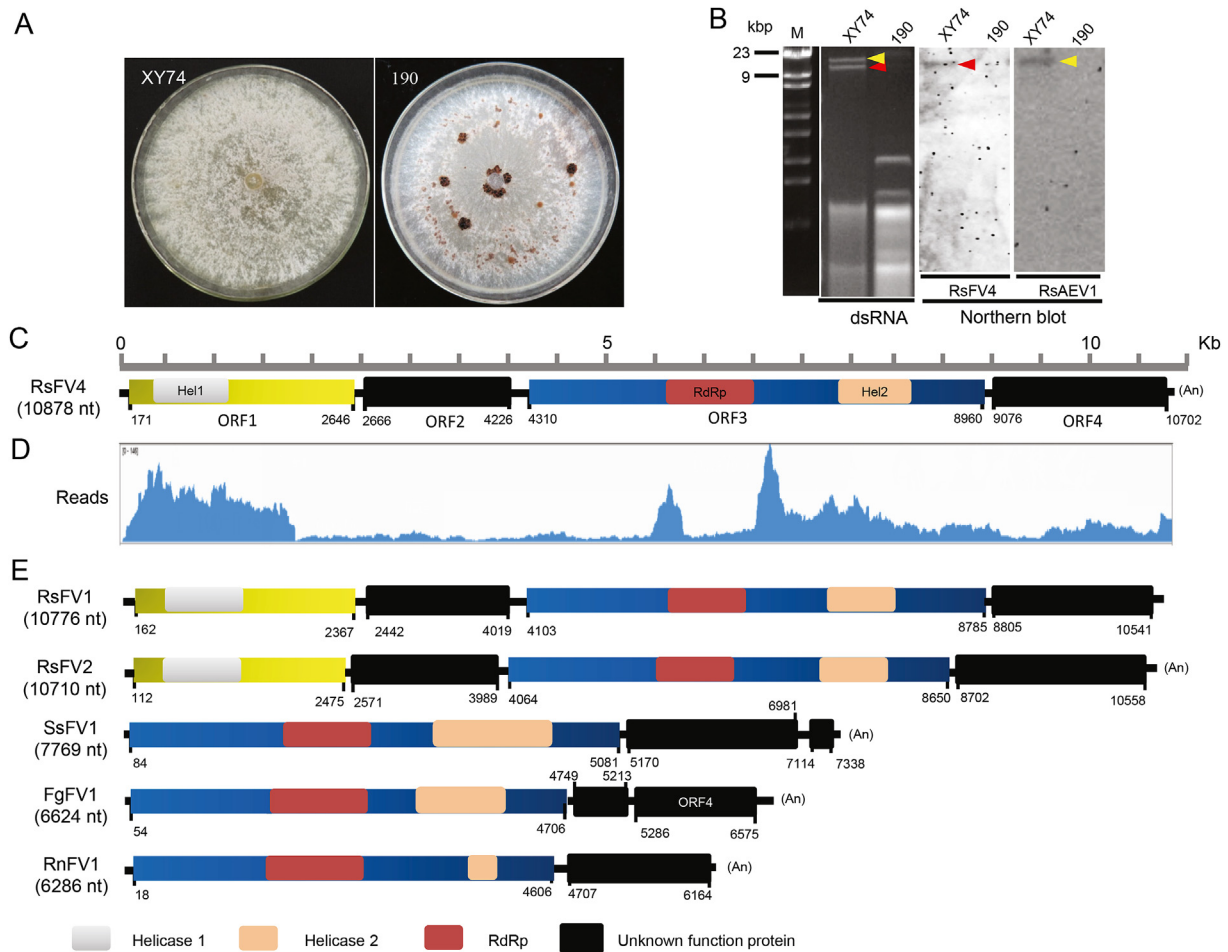 A
XY74
190
B
kbp
M
XY74
190
XY74
190
XY74
190
23
9
RsFV4
RsAEV1
dsRNA
Northern blot
C
0
5
10
Kb
RsFV4
(10878 nt)
Hel1
RdRp
Hel2
(An)
171
ORF1
2646
2666
ORF2
4226
4310
ORF3
8960
9076
ORF4
10702
D
[0 - 148]
Reads
E
RsFV1
(10776 nt)
162
2367
2442
4019
4103
8785
8805
10541
RsFV2
(10710 nt)
(An)
112
2475
2571
3989
4064
8650
8702
10558
SsFV1
(7769 nt)
6981
(An)
84
5081
5170
7114
7338
FgFV1
(6624 nt)
4749
5213
ORF4
(An)
54
4706
5286
6575
RnFV1
(6286 nt)
(An)
18
4606
4707
6164
Helicase 1
Helicase 2
RdRp
Unknown function protein